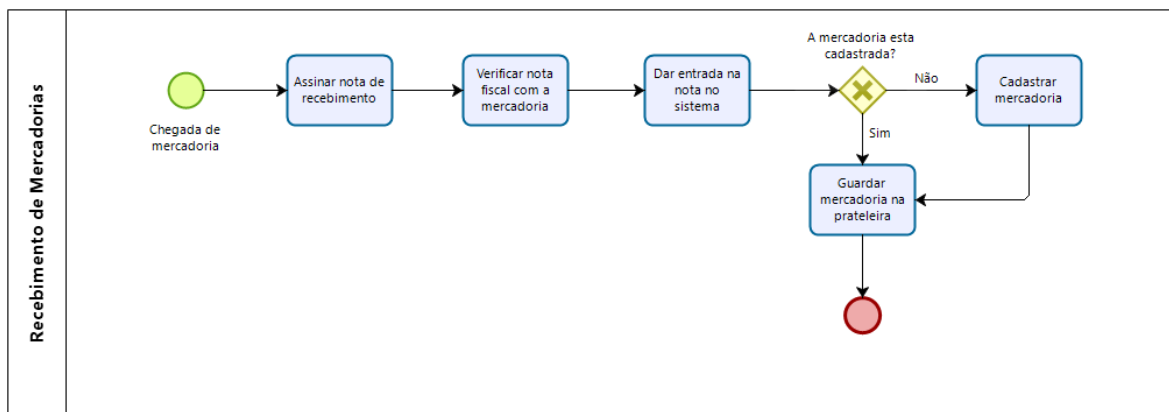 Recebimento de Mercadorias
Chegada de
mercadoria
Assinar nota de
recebimento
Verificar nota
fiscal com a
mercadoria
Dar entrada na
nota no
sistema
A mercadoria esta
cadastrada?
Não
Cadastrar
mercadoria
Sim
Guardar
mercadoria na
prateleira